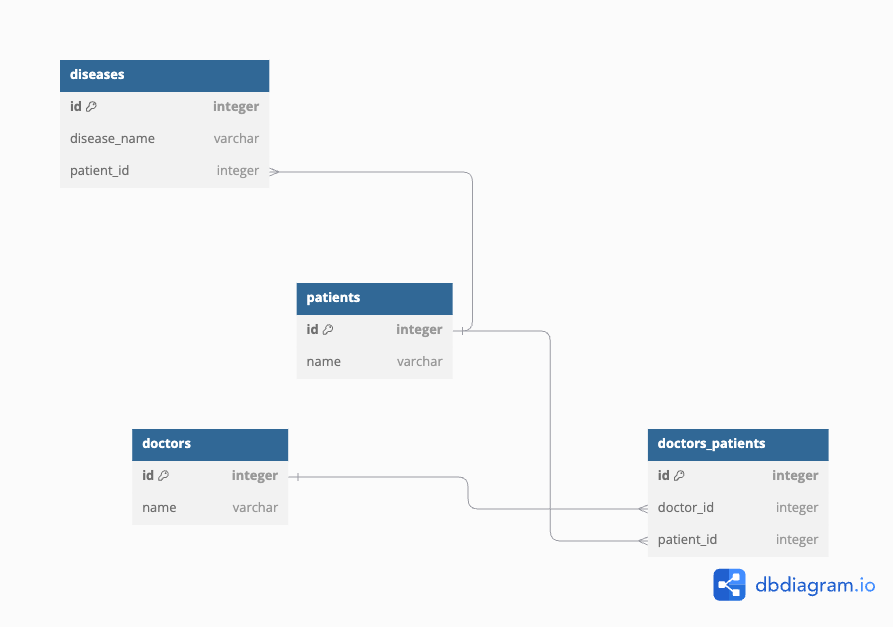 diseases
id integer
disease_name varchar
patient_id integer
patients
id integer
name varchar
doctors
id integer
name varchar
doctors_patients
id integer
doctor_id integer
patient_id integer
dbdiagram.io